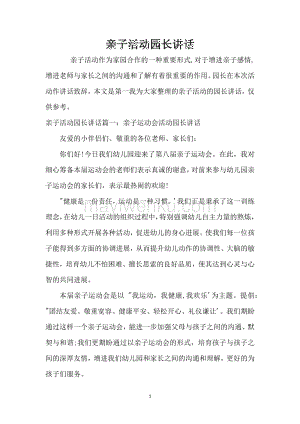 亲子活动园长讲话
亲子活动作为家园合作的一种重要形式,对于增进亲子感情、
增进老师与家长之间的沟通和了解有着很重要的作用。园长在本次活
动作讲话致辞。本文是第一我为大家整理的亲子活动的园长讲话，仅
供参考。
亲子活动园长讲话篇一：亲子运动会活动园长讲话
友爱的小伴侣们、敬重的各位老师、家长们：
你们好!今日我们幼儿园迎来了第八届亲子运动会，在此，我对
细心筹备本届运动会的老师们表示真诚的谢意，对前来参与幼儿园亲
子运动会的家长们，表示最热闹的欢迎!
"健康是一份责任，运动是一种习惯。"我们正是秉承了这一训练
理念，在幼儿一日活动的组织过程中,特别强调幼儿自主力量的熬炼，
利用多种形式开展各种活动，促进幼儿的身心进展，使我们每一位孩
子能得到多方面的协调进展，从而提升幼儿动作的协调性、大脑的敏
捷性，培育幼儿不怕困难、擅长思索的良好品质，使其达到心灵与心智
的共同进展。
本届亲子运动会是以 "我运动,我健康,我欢乐"为主题，提倡:
"团结友爱、敬重宽容、健康平安、轻松开心、礼仪谦让"。我们期盼
通过这样一个亲子运动，能进一步加强父母与孩子之间的沟通、默
契与和谐;我们更期盼通过以亲子运动会的形式，培育孩子与孩子之
间的深厚友情，增进我们幼儿园和家长之间的沟通和理解，更好的为
孩子们服务。
1